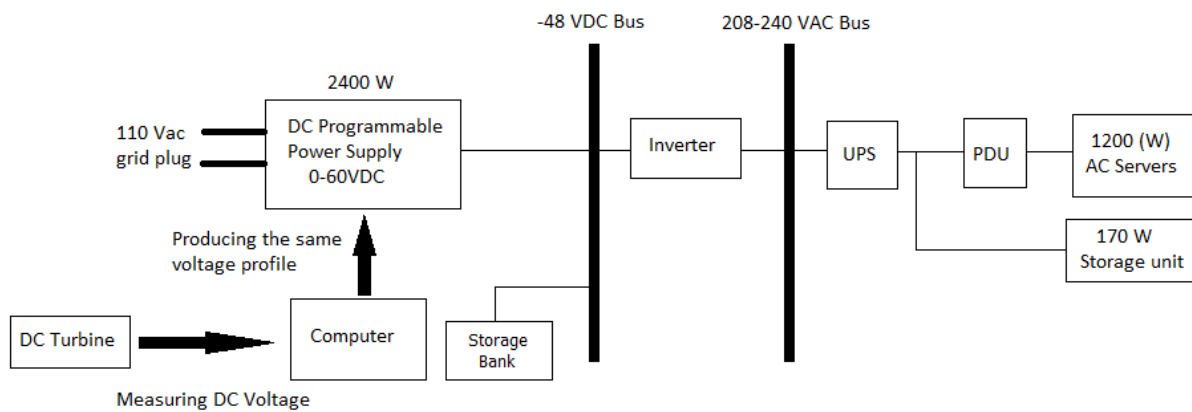 -48 VDC Bus
208-240 VAC Bus
2400 W
110 Vac
grid plug
DC Programmable
Power Supply
0-60VDC
Inverter
UPS
PDU
1200 (W)
AC Servers
170 W
Storage unit
Producing the same
voltage profile
DC Turbine
Computer
Storage
Bank
Measuring DC Voltage